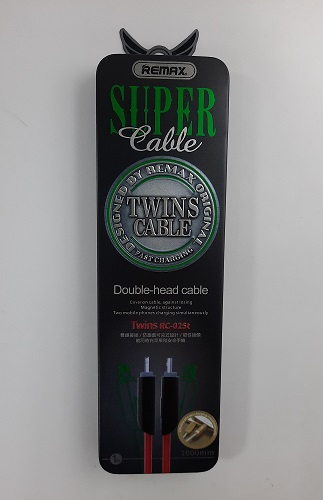 REMAX
SUPER
Cable
DESIGNED BY REMAX ORIGINAL
TWINS
CABLE
FAST CHARGING
Double-head cable
Cover on cable, against losing
Magnetic structure
Two mobile phones charging simultaneously
Twins RC-025t
1000mm